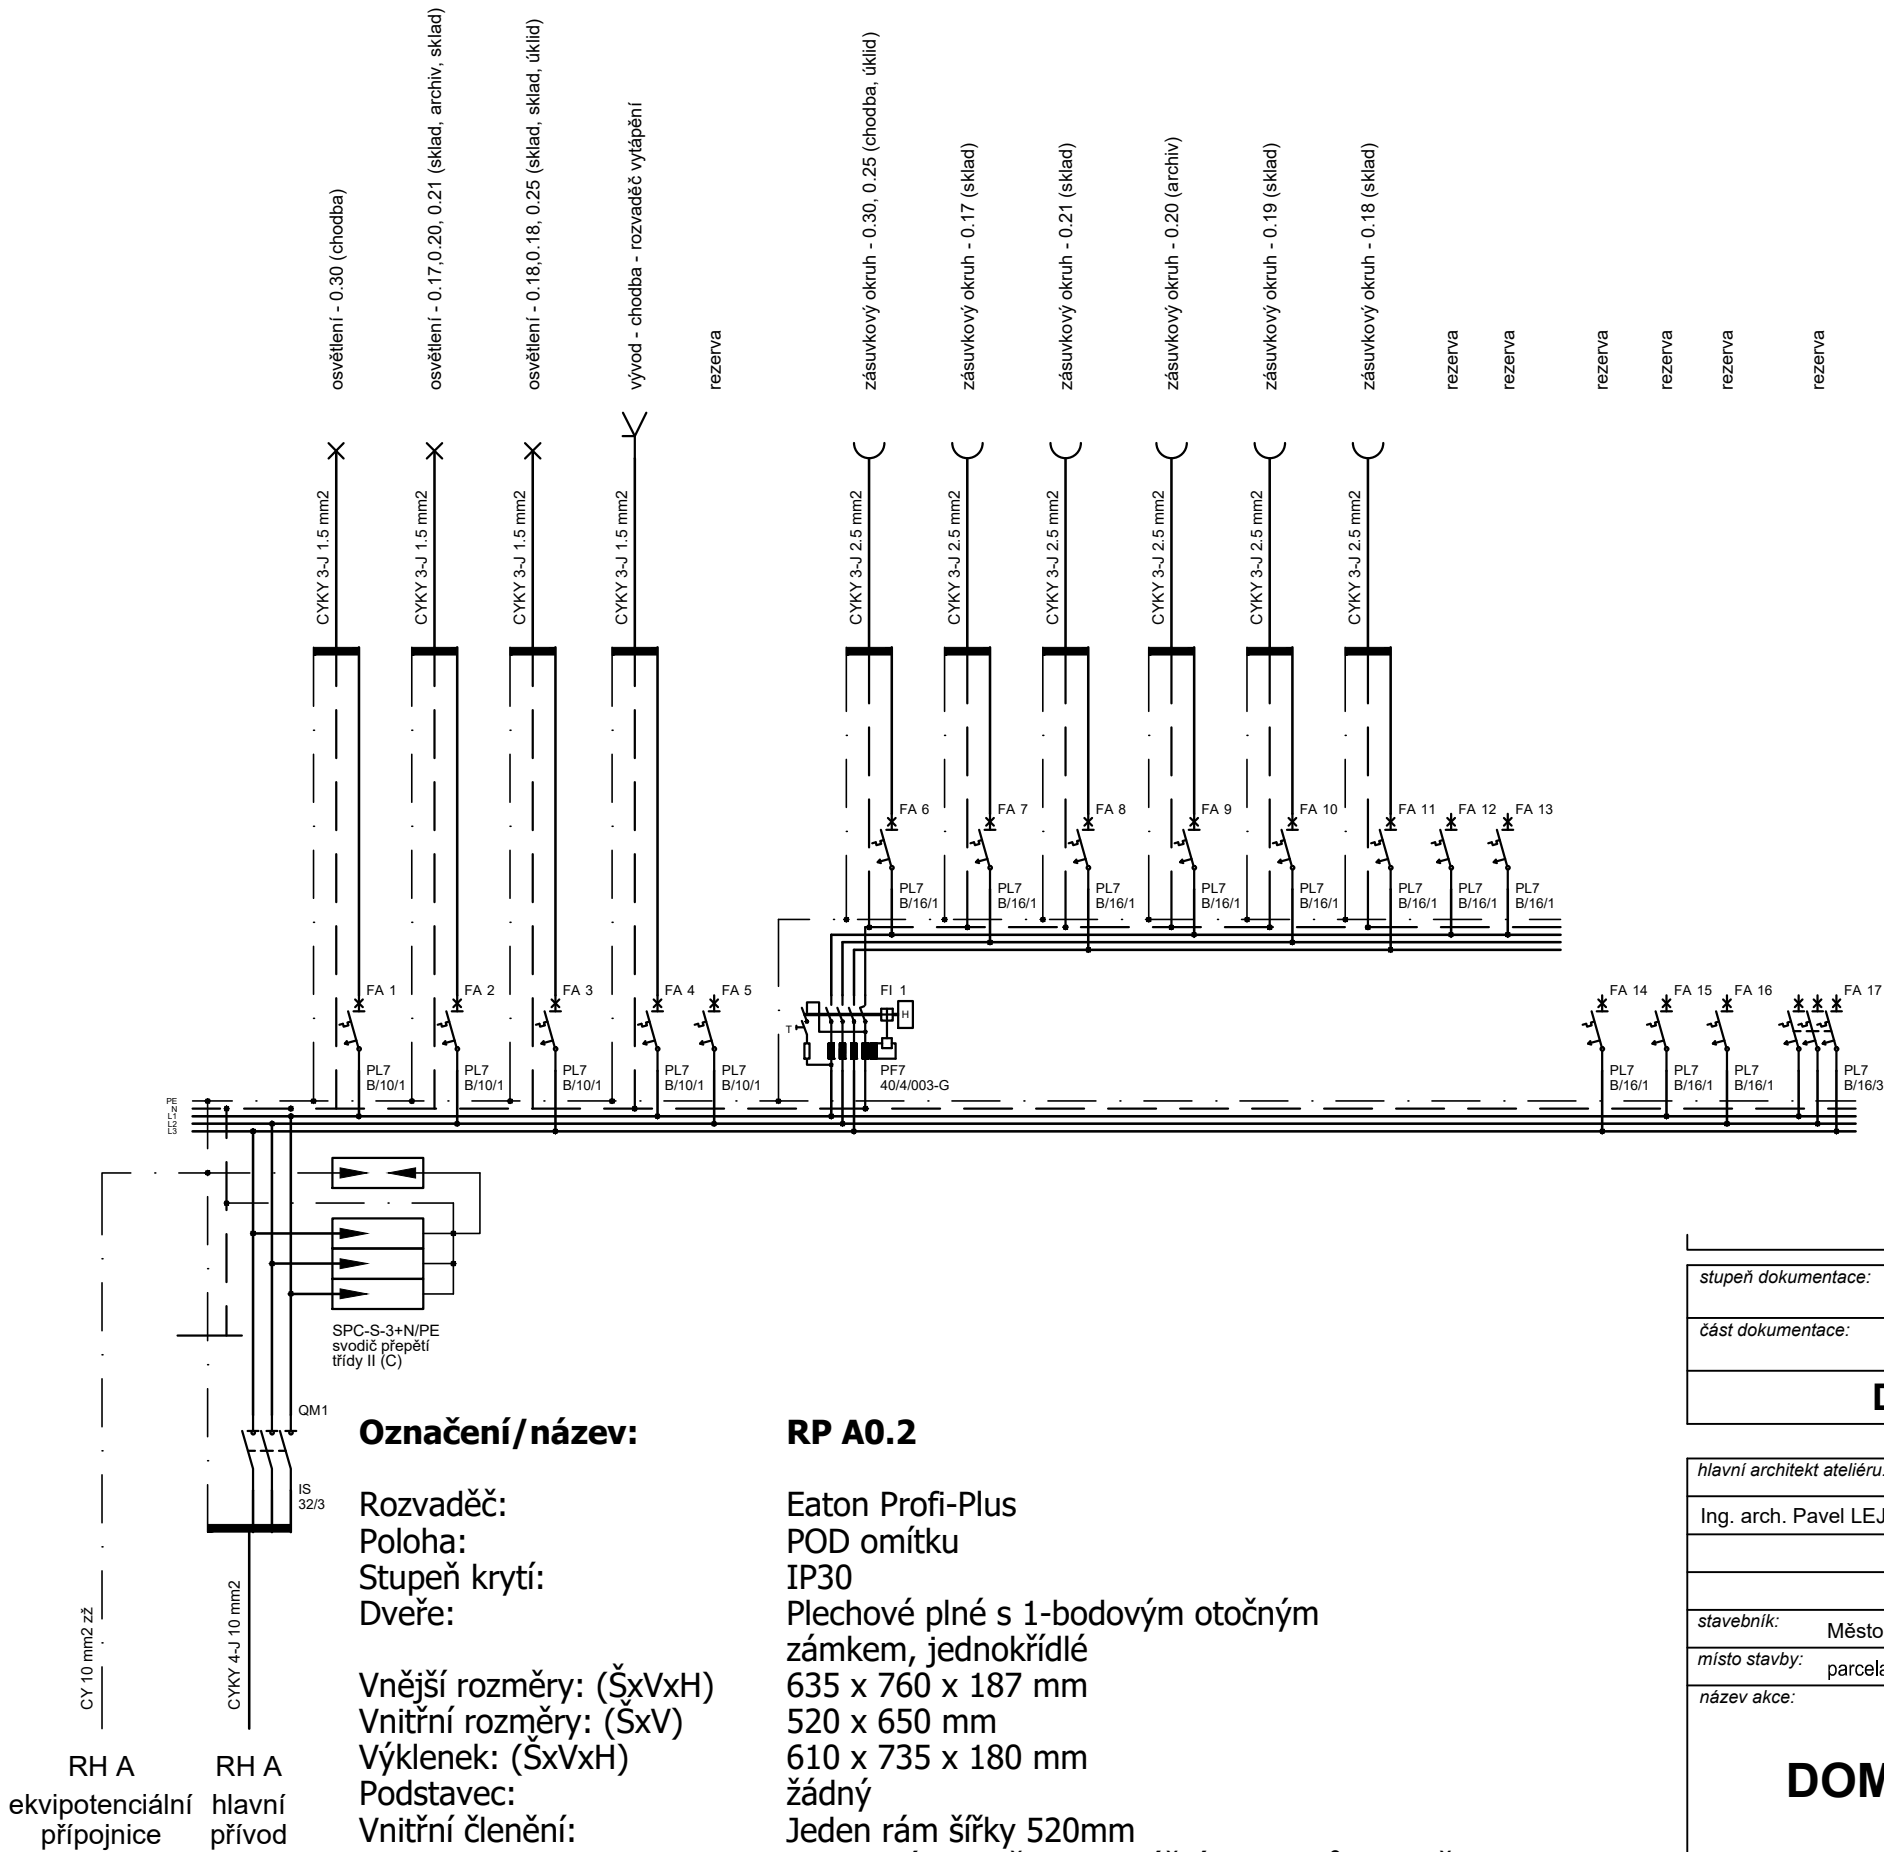 osvětlení - 0.30 (chodba)
osvětlení - 0.17,0.20, 0.21 (sklad, archiv, sklad)
osvětlení - 0.18,0.18, 0.25 (sklad, sklad, úklid)
vývod - chodba - rozvaděč vytápění
rezerva
zásuvkový okruh - 0.30, 0.25 (chodba, úklid)
zásuvkový okruh - 0.17 (sklad)
zásuvkový okruh - 0.21 (sklad)
zásuvkový okruh - 0.20 (archiv)
zásuvkový okruh - 0.19 (sklad)
zásuvkový okruh - 0.18 (sklad)
rezerva
rezerva
rezerva
rezerva
rezerva
rezerva
CYKY 3-J 1.5 mm2
CYKY 3-J 1.5 mm2
CYKY 3-J 1.5 mm2
CYKY 3-J 1.5 mm2
CYKY 3-J 2.5 mm2
CYKY 3-J 2.5 mm2
CYKY 3-J 2.5 mm2
CYKY 3-J 2.5 mm2
CYKY 3-J 2.5 mm2
CYKY 3-J 2.5 mm2
FA 6
FA 7
FA 8
FA 9
FA 10
FA 11
FA 12
FA 13
PL7
B/16/1
PL7
B/16/1
PL7
B/16/1
PL7
B/16/1
PL7
B/16/1
PL7
B/16/1
PL7
B/16/1
PL7
B/16/1
FA 1
FA 2
FA 3
FA 4
FA 5
FI 1
H
T
FA 14
FA 15
FA 16
FA 17
PL7
B/10/1
PL7
B/10/1
PL7
B/10/1
PL7
B/10/1
PL7
B/10/1
PF7
40/4/003-G
PL7
B/16/1
PL7
B/16/1
PL7
B/16/1
PL7
B/16/3
PE
N
L1
L2
L3
SPC-S-3+N/PE
svodič přepětí
třídy II (C)
QM1
IS
32/3
CY 10 mm2 zž
CYKY 4-J 10 mm2
RH A
ekvipotenciální
přípojnice
RH A
hlavní
přívod
Označení/název: RP A0.2
Rozvaděč: Eaton Profi-Plus
Poloha: POD omítku
Stupeň krytí: IP30
Dveře: Plechové plné s 1-bodovým otočným
zámkem, jednokřídlé
Vnější rozměry: (ŠxVxH) 635 x 760 x 187 mm
Vnitřní rozměry: (ŠxV) 520 x 650 mm
Výklenek: (ŠxVxH) 610 x 735 x 180 mm
Podstavec: žádný
Vnitřní členění: Jeden rám šířky 520mm
stupeň dokumentace:
část dokumentace:
hlavní architekt ateliéru:
Ing. arch. Pavel LEJ
stavebník: Město
místo stavby: parcela
název akce:
DOM